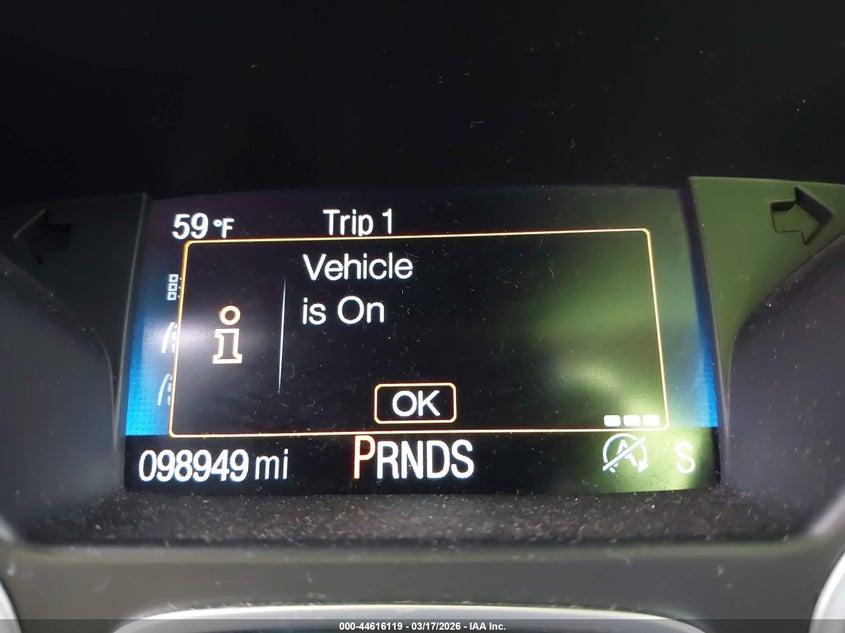 59°F Trip 1
Vehicle
is On
OK
098949 mi PRNDS S
000-44616119 — 03/17/2026 — IAA Inc.